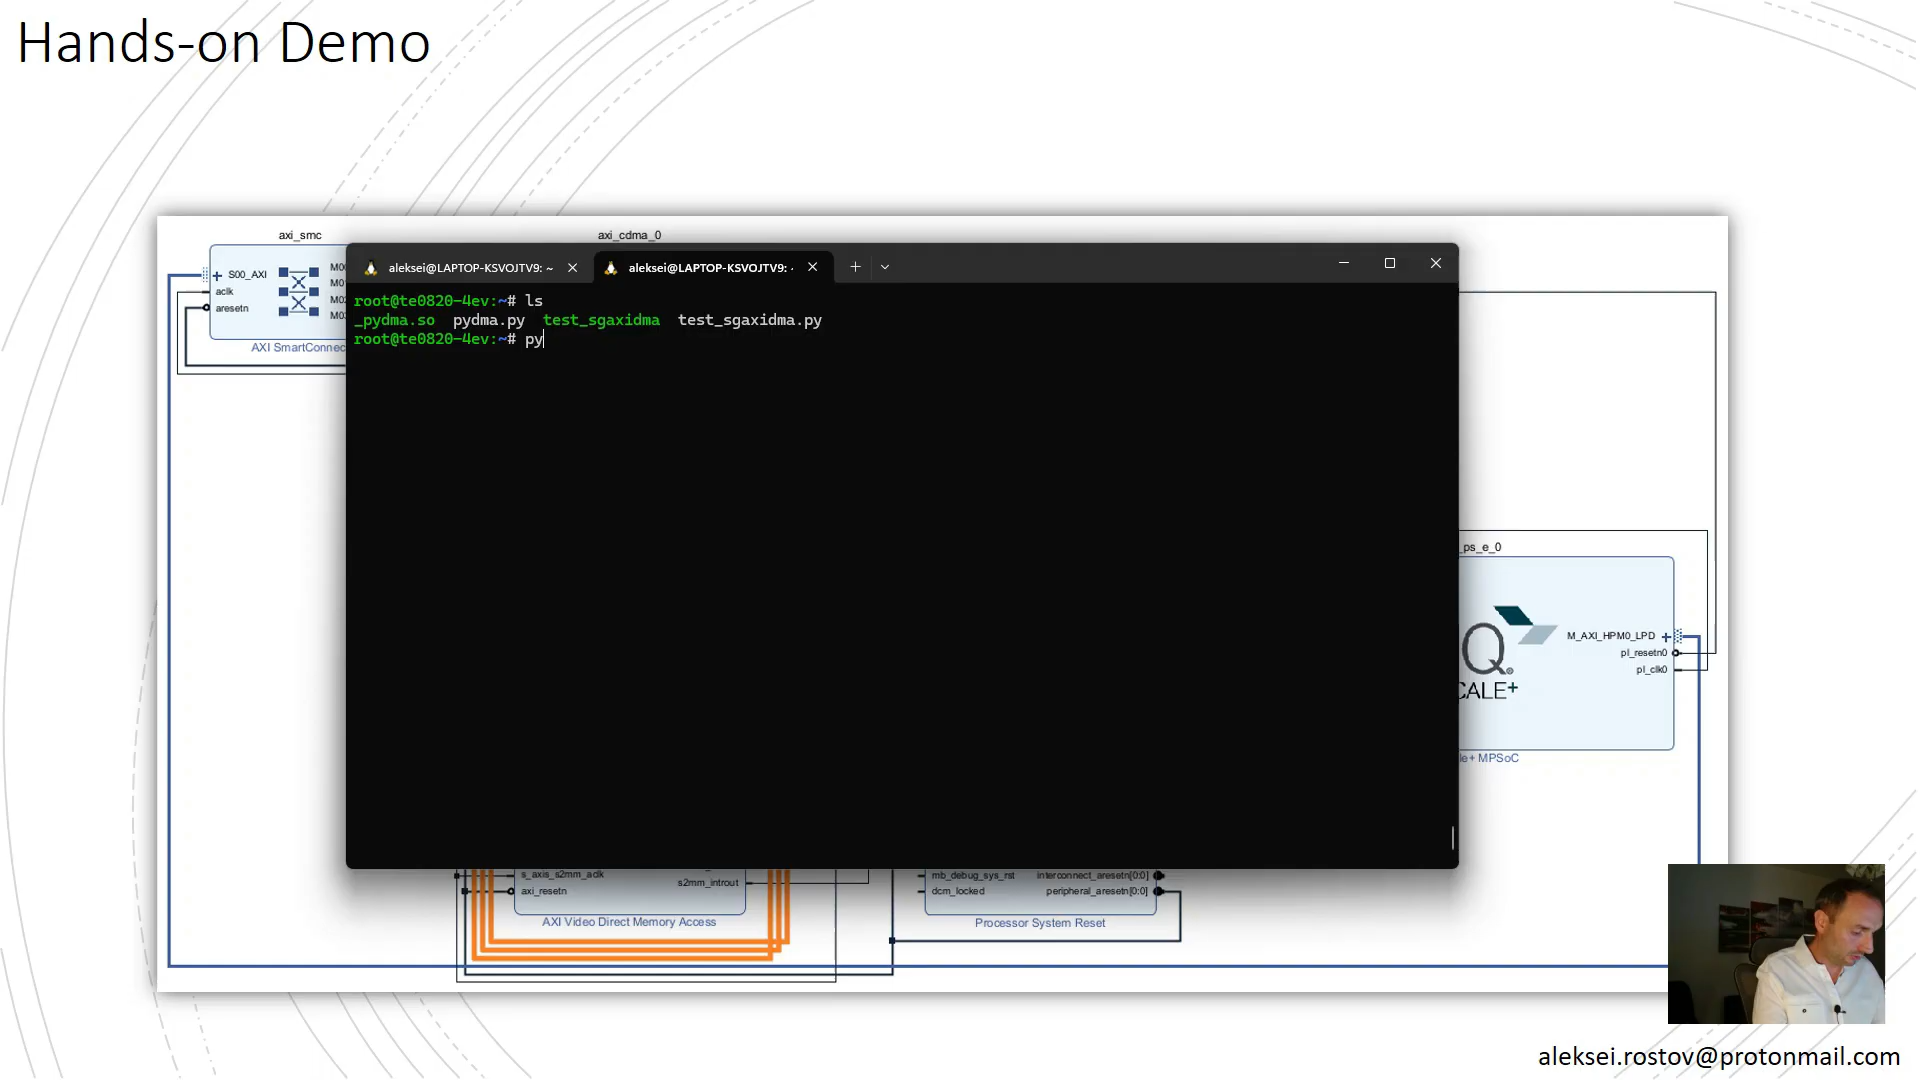 Hands-on Demo
axi_smc
axi_cdma_0
S00_AXI
aclk
aresetn
AXI SmartConnec
aleksei@LAPTOP-KSVOJTV9: ~
aleksei@LAPTOP-KSVOJTV9:
root@te0820-4ev:~# ls
_pydma.so pydma.py test_sgaxidma test_sgaxidma.py
root@te0820-4ev:~# py
_ps_e_0
M_AXI_HPM0_LPD
pl_resetn0
pl_clk0
Q
CALE+
le+ MPSoC
s_axis_s2mm_aclk
axi_resetn
s2mm_introut
AXI Video Direct Memory Access
mb_debug_sys_rst
dcm_locked
interconnect_aresetn[0:0]
peripheral_aresetn[0:0]
Processor System Reset
aleksei.rostov@protonmail.com